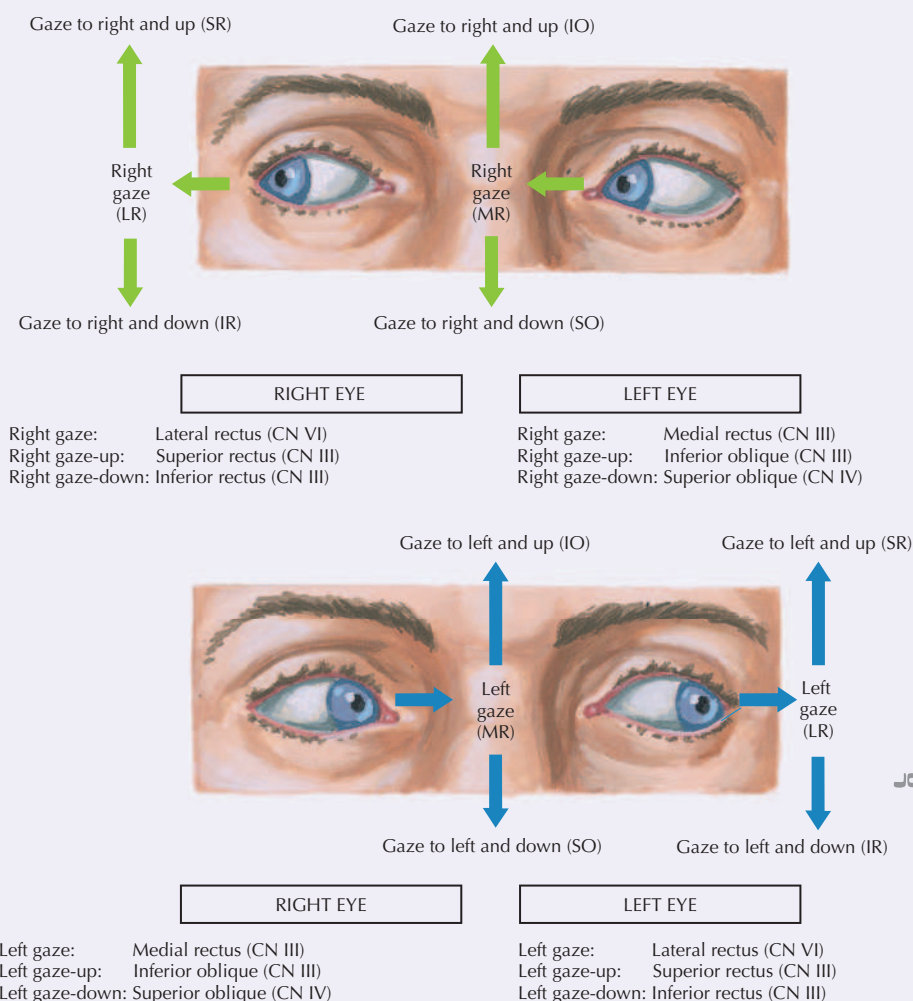 Gaze to right and up (SR)
Gaze to right and up (IO)
Right
gaze
(LR)
Right
gaze
(MR)
Gaze to right and down (IR)
Gaze to right and down (SO)
RIGHT EYE
LEFT EYE
Right gaze: Lateral rectus (CN VI)
Right gaze-up: Superior rectus (CN III)
Right gaze-down: Inferior rectus (CN III)
Right gaze: Medial rectus (CN III)
Right gaze-up: Inferior oblique (CN III)
Right gaze-down: Superior oblique (CN IV)
Gaze to left and up (IO)
Gaze to left and up (SR)
Left
gaze
(MR)
Left
gaze
(LR)
Gaze to left and down (SO)
Gaze to left and down (IR)
RIGHT EYE
LEFT EYE
Left gaze: Medial rectus (CN III)
Left gaze-up: Inferior oblique (CN III)
Left gaze-down: Superior oblique (CN IV)
Left gaze: Lateral rectus (CN VI)
Left gaze-up: Superior rectus (CN III)
Left gaze-down: Inferior rectus (CN III)